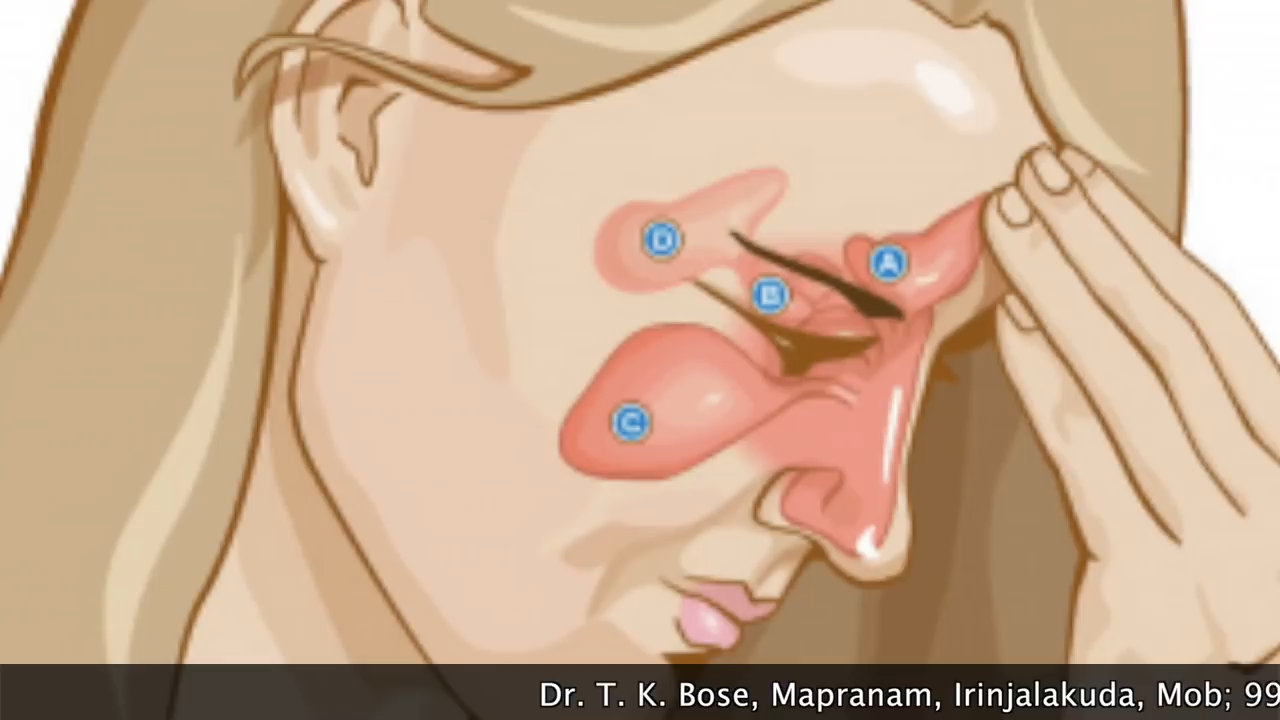 D
A
B
C
Dr. T. K. Bose, Mapranam, Irinjalakuda, Mob; 99